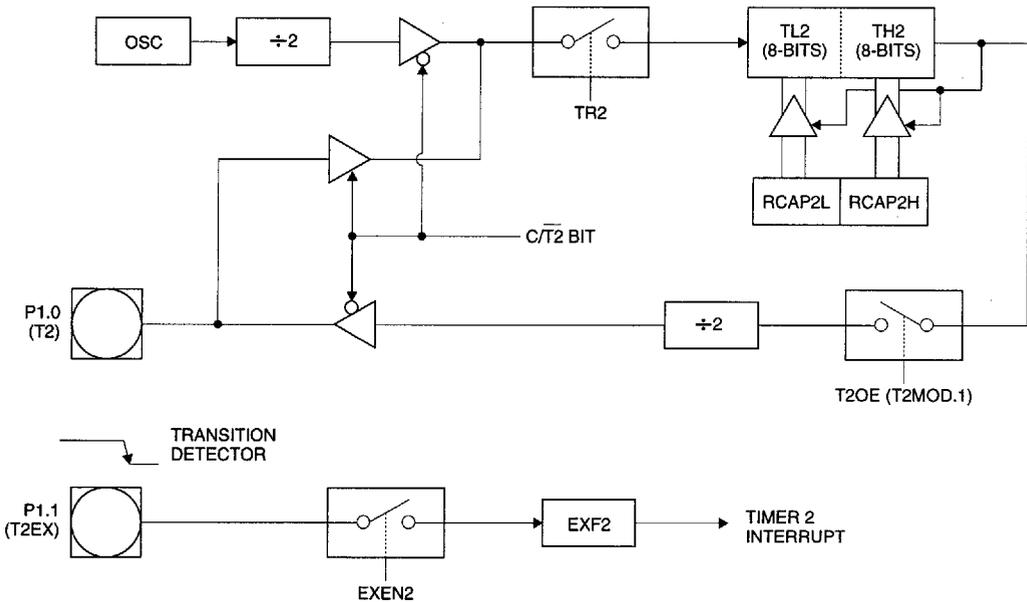 OSC
÷2
TL2
(8-BITS)
TH2
(8-BITS)
TR2
RCAP2L
RCAP2H
C/T2̅ BIT
P1.0
(T2)
÷2
T2OE (T2MOD.1)
TRANSITION
DETECTOR
P1.1
(T2EX)
EXF2
TIMER 2
INTERRUPT
EXEN2